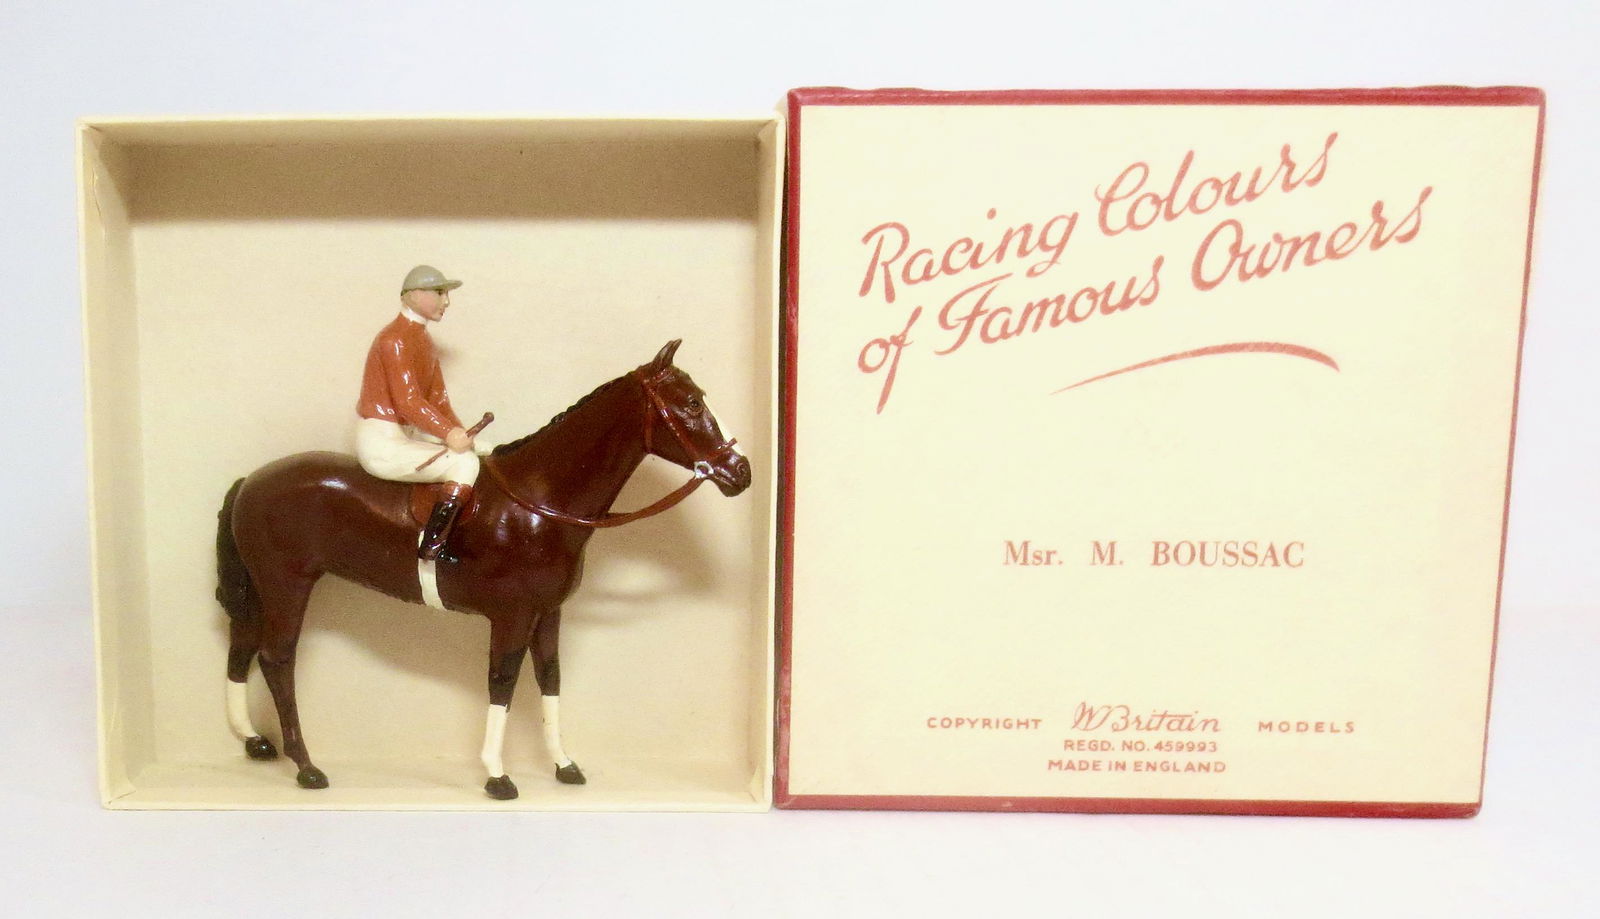 Racing Colours
of Famous Owners
Msr. M. BOUSSAC
COPYRIGHT W Britain MODELS
REGD. NO. 459993
MADE IN ENGLAND